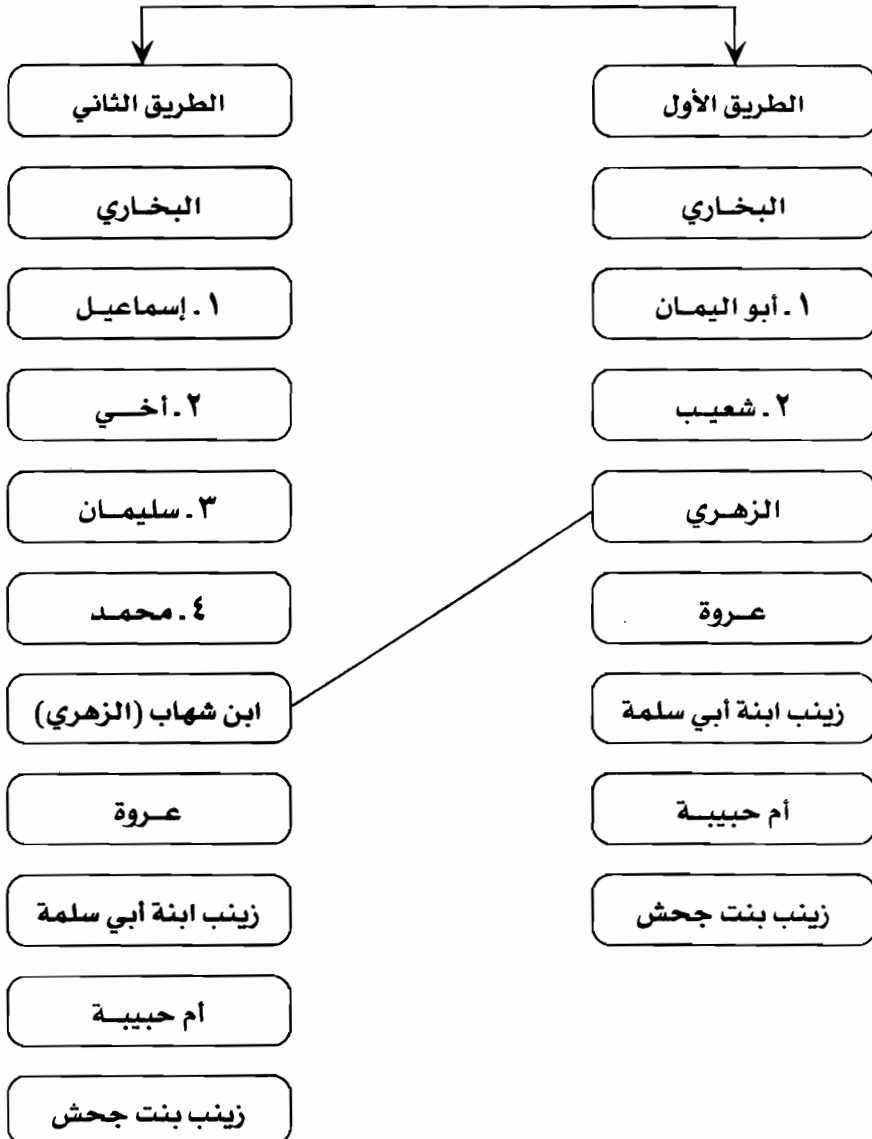 الطريق الأول
البخاري
١. أبو اليمان
٢. شعيب
الزهري
عروة
زينب ابنة أبي سلمة
أم حبيبة
زينب بنت جحش
الطريق الثاني
البخاري
١. إسماعيل
٢. أخي
٣. سليمان
٤. محمد
ابن شهاب (الزهري)
عروة
زينب ابنة أبي سلمة
أم حبيبة
زينب بنت جحش